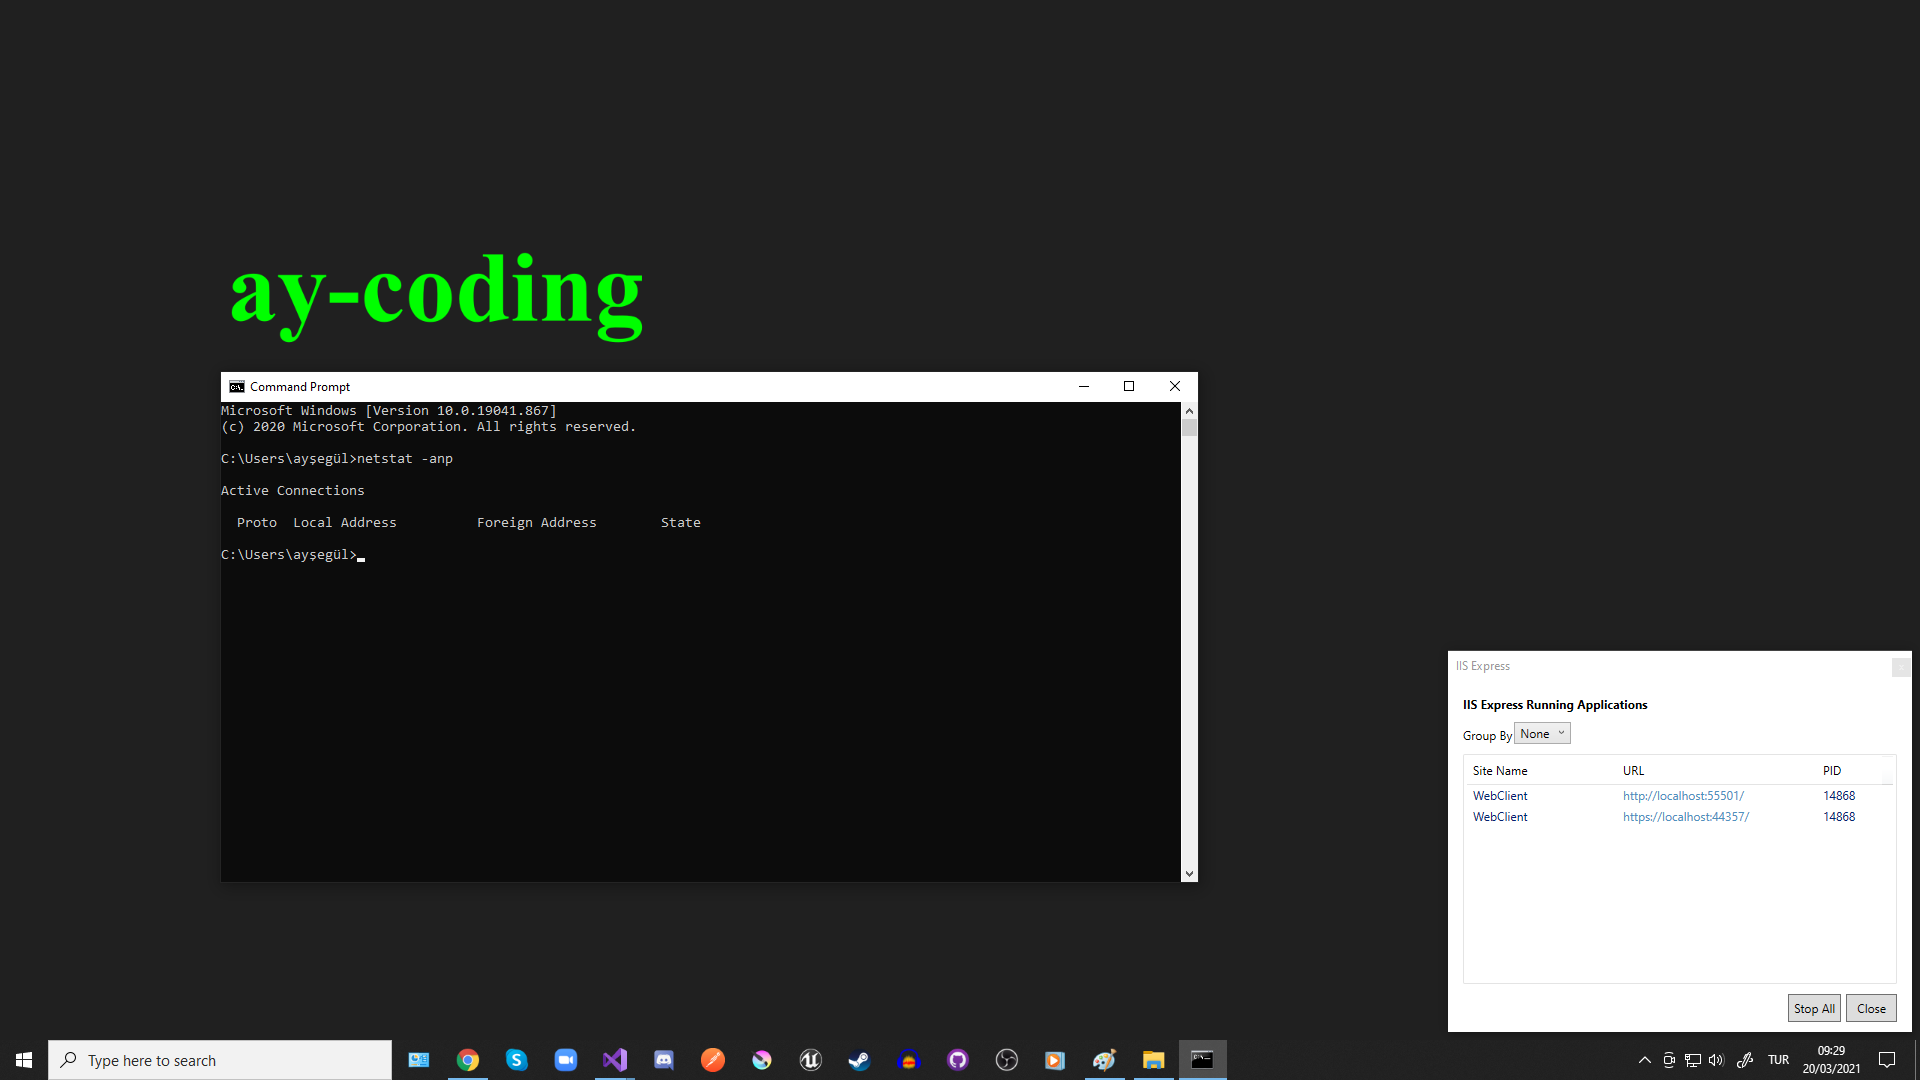 ay-coding
Command Prompt
Microsoft Windows [Version 10.0.19041.867]
(c) 2020 Microsoft Corporation. All rights reserved.
C:\Users\ayşegül>netstat -anp
Active Connections
Proto  Local Address          Foreign Address        State
C:\Users\ayşegül>
IIS Express
IIS Express Running Applications
Group By None
Site Name URL PID
WebClient http://localhost:55501/ 14868
WebClient https://localhost:44357/ 14868
Stop All Close
Type here to search
TUR
09:29
20/03/2021